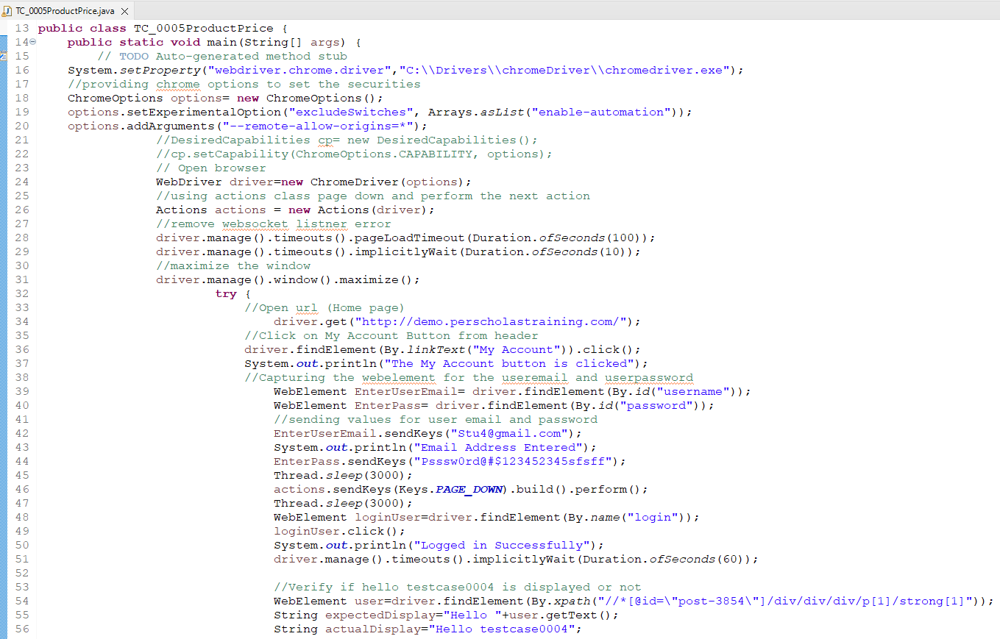 TC_0005ProductPrice.java
13 public class TC_0005ProductPrice {
14 public static void main(String[] args) {
15 // TODO Auto-generated method stub
16 System.setProperty("webdriver.chrome.driver","C:\\Drivers\\chromeDriver\\chromedriver.exe");
17 //providing chrome options to set the securities
18 ChromeOptions options= new ChromeOptions();
19 options.setExperimentalOption("excludeSwitches", Arrays.asList("enable-automation"));
20 options.addArguments("--remote-allow-origins=*");
21 //DesiredCapabilities cp= new DesiredCapabilities();
22 //cp.setCapability(ChromeOptions.CAPABILITY, options);
23 // Open browser
24 WebDriver driver=new ChromeDriver(options);
25 //using actions class page down and perform the next action
26 Actions actions = new Actions(driver);
27 //remove websocket listner error
28 driver.manage().timeouts().pageLoadTimeout(Duration.ofSeconds(100));
29 driver.manage().timeouts().implicitlyWait(Duration.ofSeconds(10));
30 //maximize the window
31 driver.manage().window().maximize();
32 try {
33 //Open url (Home page)
34 driver.get("http://demo.perscholastraining.com/");
35 //Click on My Account Button from header
36 driver.findElement(By.linkText("My Account")).click();
37 System.out.println("The My Account button is clicked");
38 //Capturing the webelement for the useremail and userpassword
39 WebElement EnterUserEmail= driver.findElement(By.id("username"));
40 WebElement EnterPass= driver.findElement(By.id("password"));
41 //sending values for user email and password
42 EnterUserEmail.sendKeys("Stu4@gmail.com");
43 System.out.println("Email Address Entered");
44 EnterPass.sendKeys("Psssw0rd@#$123452345sfsff");
45 Thread.sleep(3000);
46 actions.sendKeys(Keys.PAGE_DOWN).build().perform();
47 Thread.sleep(3000);
48 WebElement loginUser=driver.findElement(By.name("login"));
49 loginUser.click();
50 System.out.println("Logged in Successfully");
51 driver.manage().timeouts().implicitlyWait(Duration.ofSeconds(60));
52
53 //Verify if hello testcase0004 is displayed or not
54 WebElement user=driver.findElement(By.xpath("//*[@id=\"post-3854\"]/div/div/div/p[1]/strong[1]"));
55 String expectedDisplay="Hello "+user.getText();
56 String actualDisplay="Hello testcase0004";